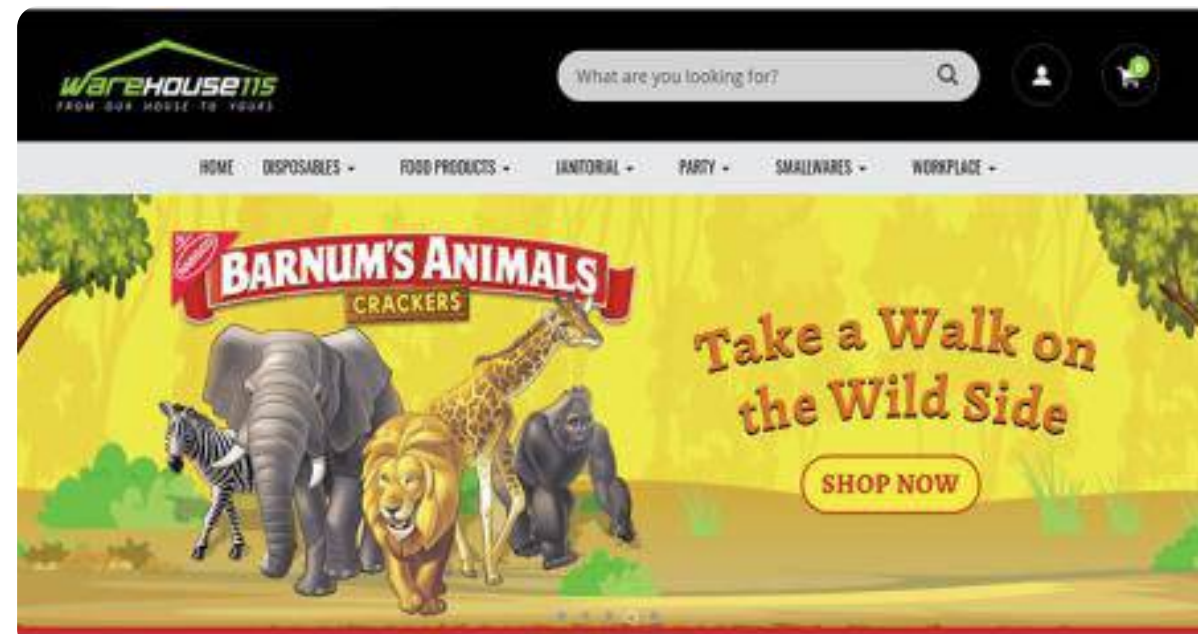 WAREHOUSE115
FROM OUR HOUSE TO YOURS
What are you looking for?
0
HOME DISPOSABLES FOOD PRODUCTS JANITORIAL PARTY SMALLWARES WORKPLACE
BARNUM'S ANIMALS
CRACKERS
Take a Walk on
the Wild Side
SHOP NOW